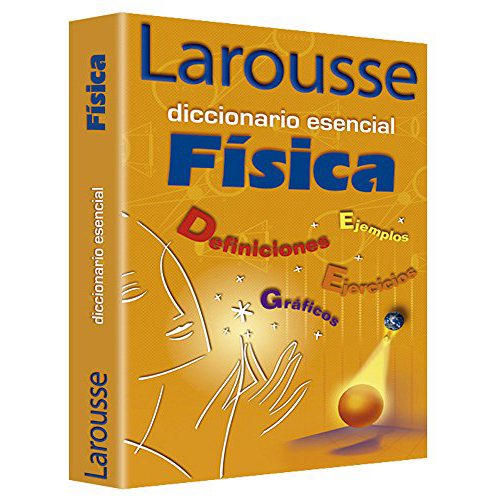 Larousse
diccionario esencial
Física
Definiciones
Ejemplos
Ejercicios
Gráficos
Física
diccionario esencial
Larousse